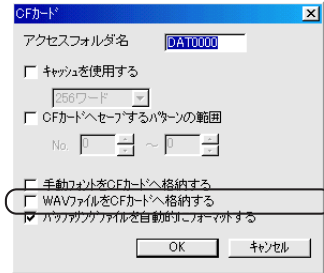 CFｶｰﾄﾞ
アクセスフォルダ名 DAT0000
ｷｬｯｼｭを使用する
256ワード
CFｶｰﾄﾞへｾｰﾌﾞするﾊﾟﾀｰﾝの範囲
No. 0 ～ 0
手動ﾌｫﾝﾄをCFｶｰﾄﾞへ格納する
WAVﾌｧｲﾙをCFｶｰﾄﾞへ格納する
ﾊﾞｯﾌｧﾘﾝｸﾞﾌｧｲﾙを自動的にﾌｫｰﾏｯﾄする
OK ｷｬﾝｾﾙ